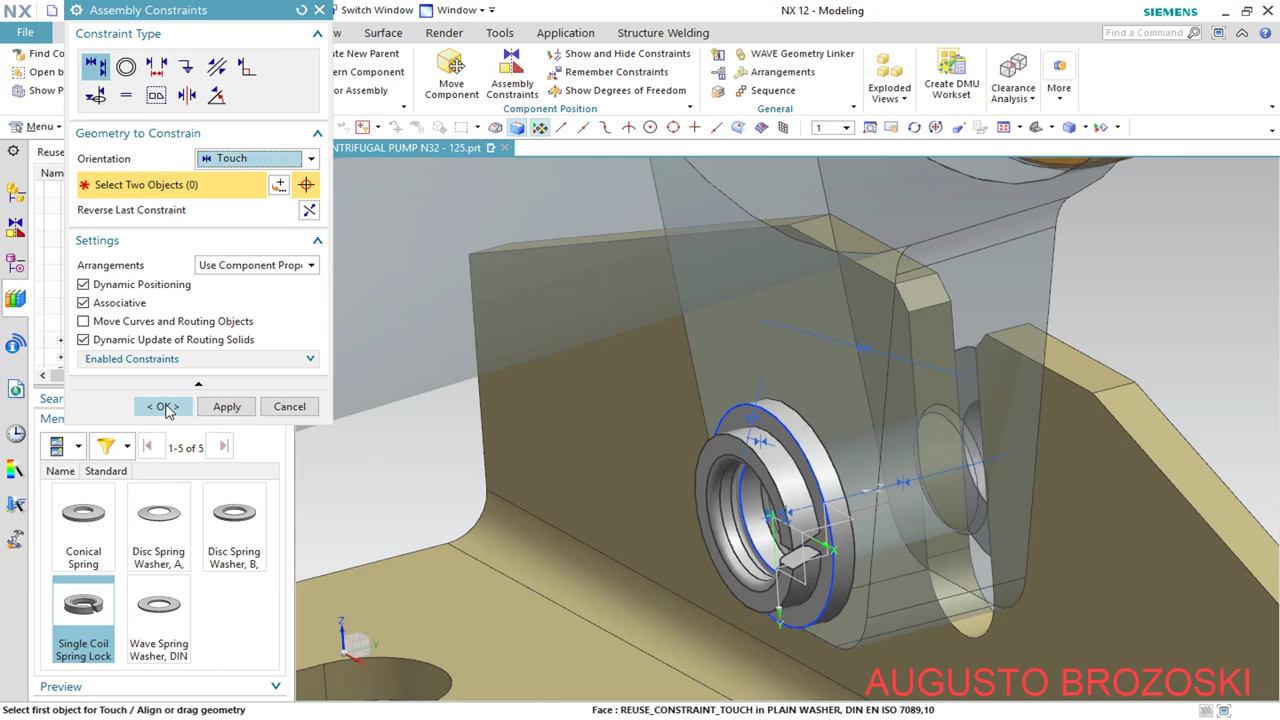 NX
Assembly Constraints
Switch Window
Window
NX 12 - Modeling
SIEMENS
File
Surface
Render
Tools
Application
Structure Welding
Find a Command
Constraint Type
Find Co
Open b
Show P
ate New Parent
tern Component
or Assembly
Move
Component
Assembly
Constraints
Show and Hide Constraints
Remember Constraints
Show Degrees of Freedom
Component Position
WAVE Geometry Linker
Arrangements
Sequence
General
Exploded
Views
Create DMU
Workset
Clearance
Analysis
More
Menu
1
Geometry to Constrain
Reuse
NTRIFUGAL PUMP N32 - 125.prt
Orientation
Touch
Nam
Select Two Objects (0)
Reverse Last Constraint
Settings
Arrangements
Use Component Prop
Dynamic Positioning
Associative
Move Curves and Routing Objects
Dynamic Update of Routing Solids
Enabled Constraints
Sear
< OK >
Apply
Cancel
Mem
1-5 of 5
Name
Standard
Conical
Spring
Disc Spring
Washer, A,
Disc Spring
Washer, B,
Single Coil
Spring Lock
Wave Spring
Washer, DIN
Preview
X
Y
Z
Y
AUGUSTO BROZOSKI
Select first object for Touch / Align or drag geometry
Face : REUSE_CONSTRAINT_TOUCH in PLAIN WASHER, DIN EN ISO 7089,10